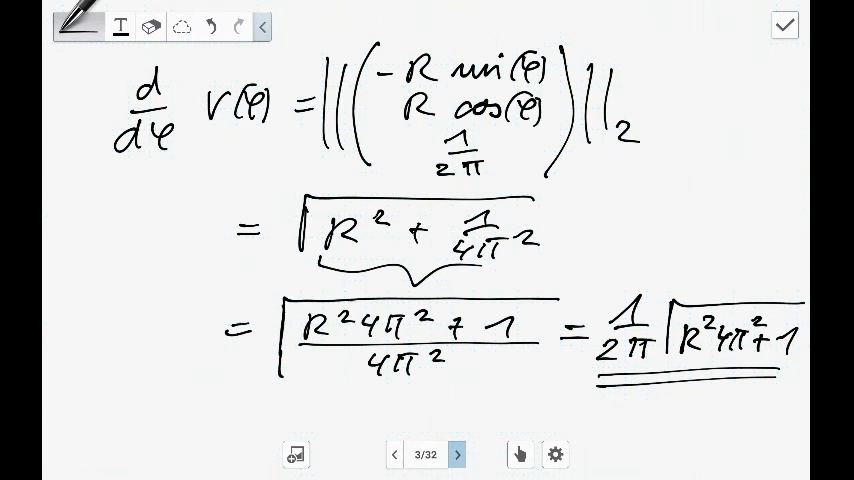 T
d/dφ r(φ) = ||( -R sin(φ) R cos(φ) 1/2π )||₂
= √(R² + 1/4π²)
= √((R²4π² + 1)/4π²) = 1/2π √(R²4π²+1)
3/32